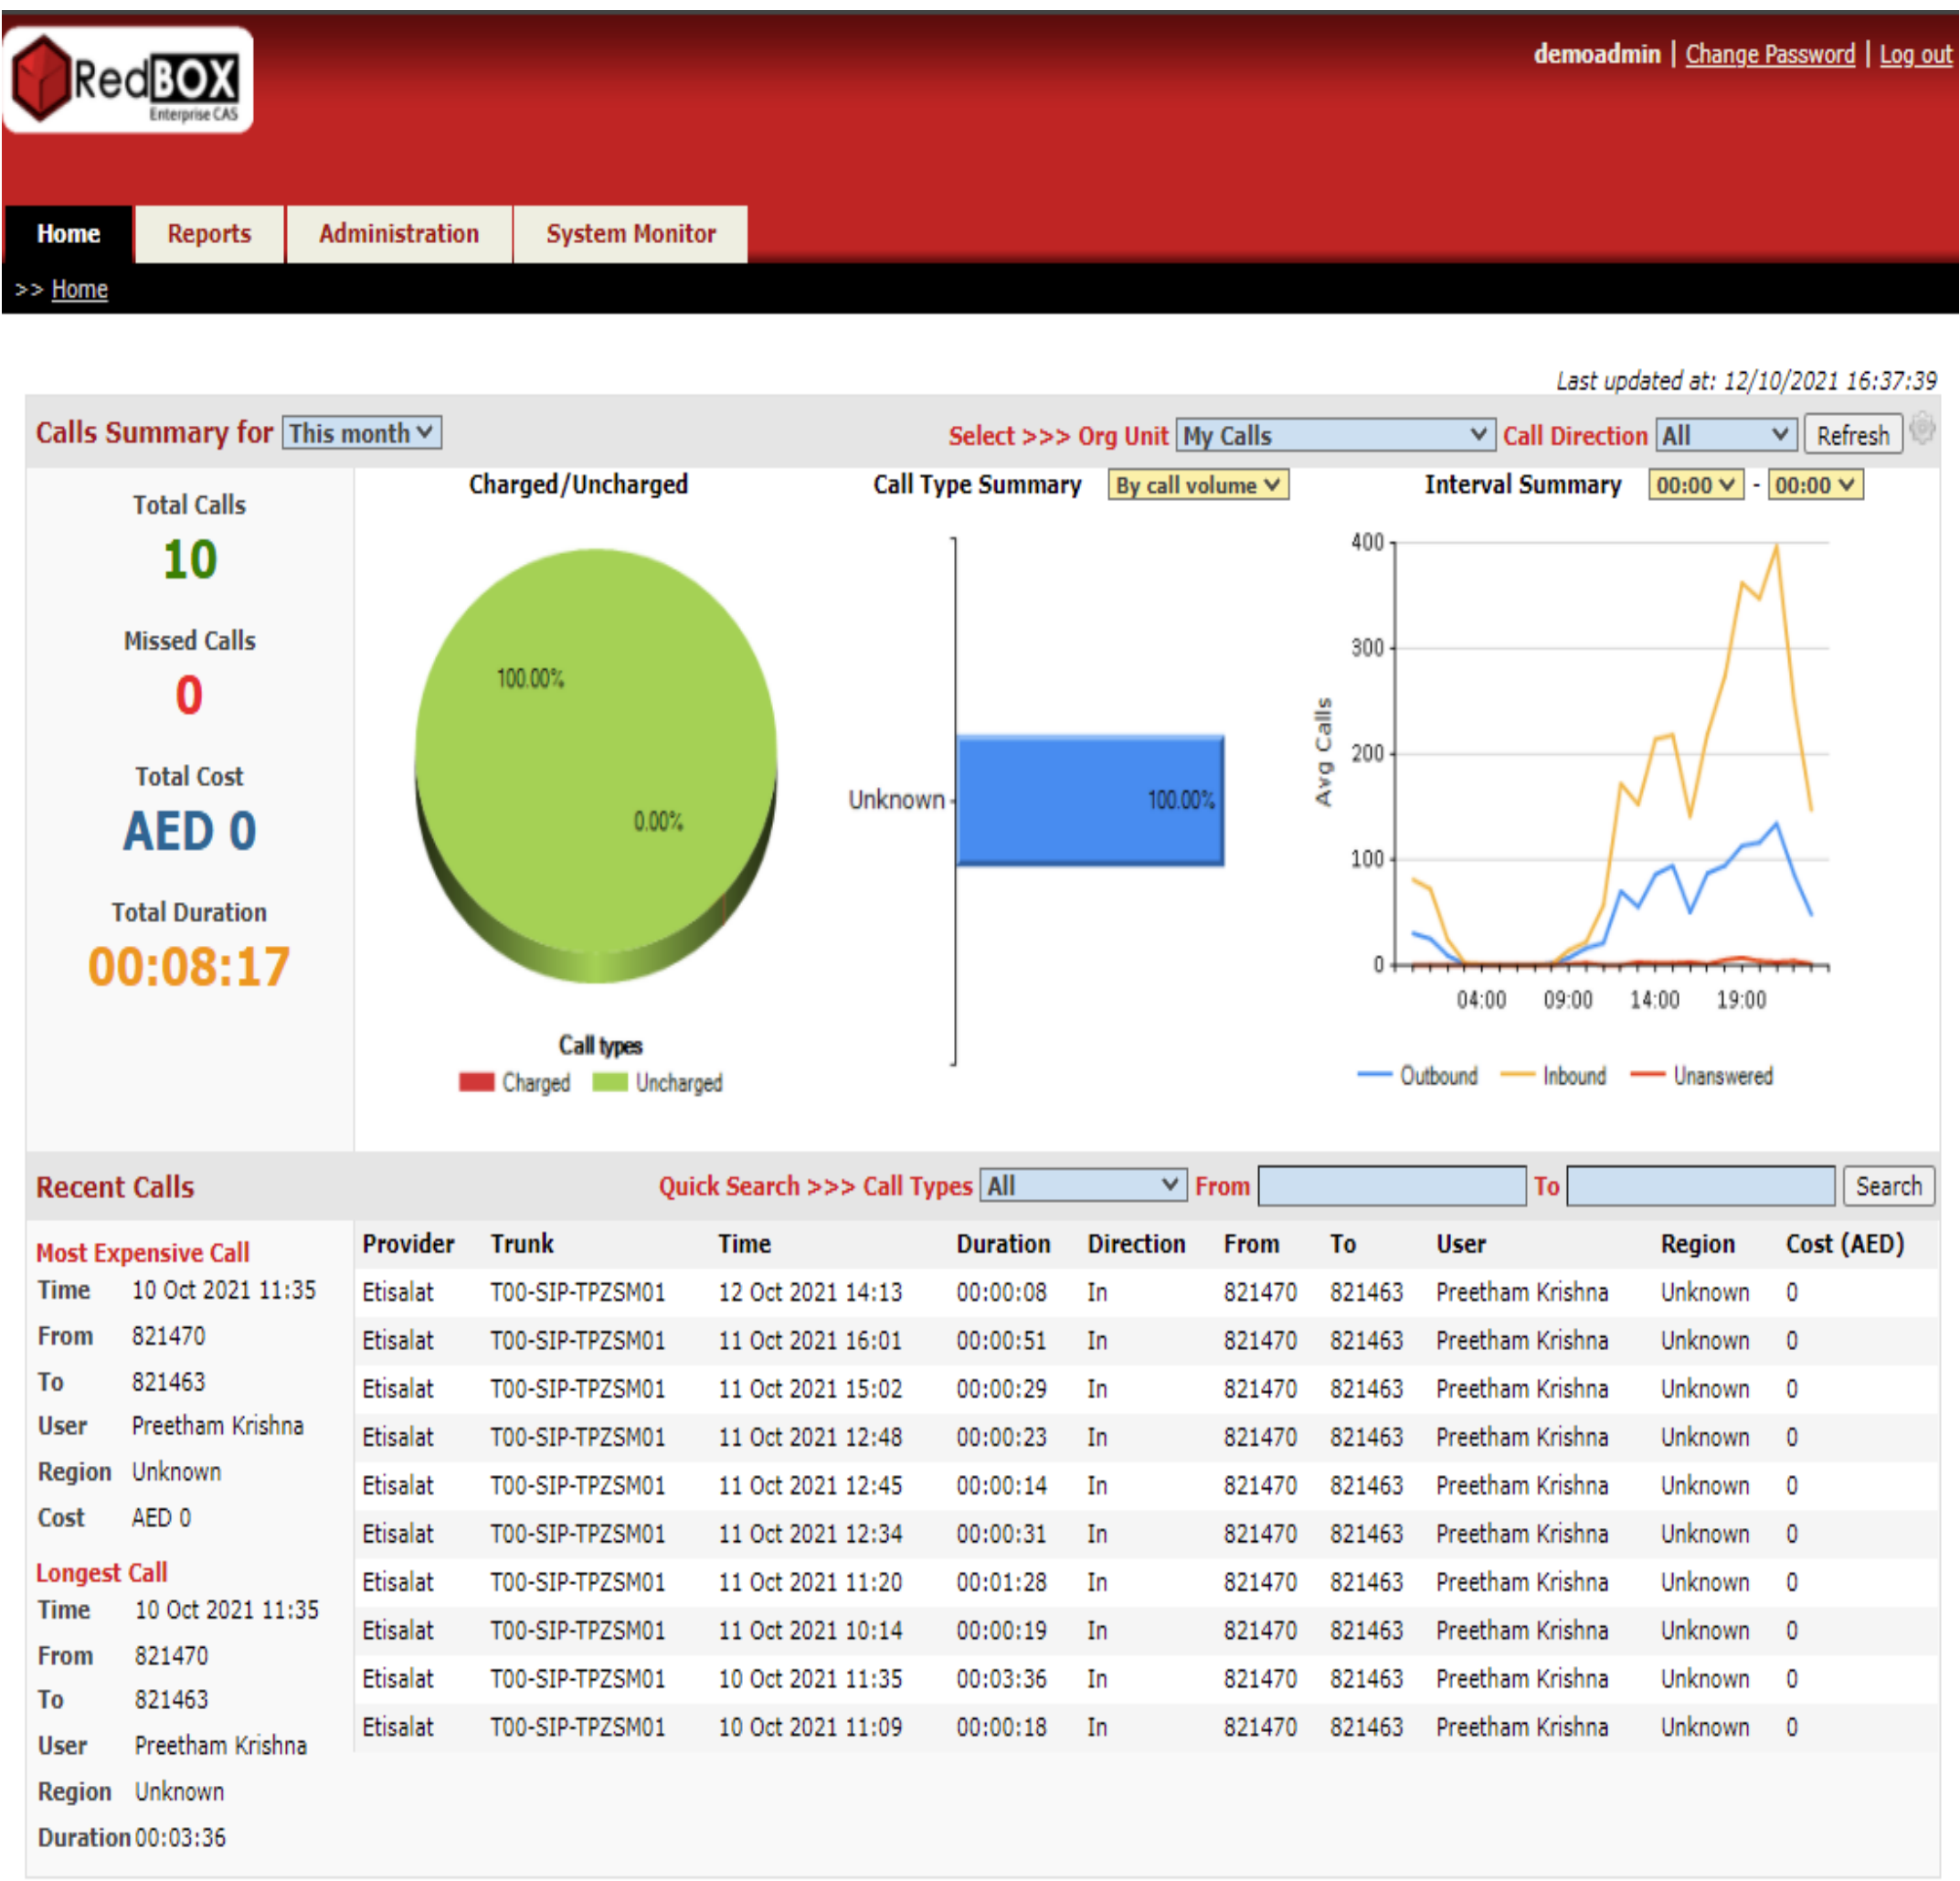 RedBOX
Enterprise CAS
demoadmin | Change Password | Log out
Home Reports Administration System Monitor
>> Home
Last updated at: 12/10/2021 16:37:39
Calls Summary for This month Select >>> Org Unit My Calls Call Direction All Refresh
Total Calls
10
Missed Calls
0
Total Cost
AED 0
Total Duration
00:08:17
Charged/Uncharged
100.00%
0.00%
Call types
Charged Uncharged
Call Type Summary By call volume
Unknown
100.00%
Interval Summary 00:00 - 00:00
Avg Calls
400
300
200
100
0
04:00 09:00 14:00 19:00
Outbound Inbound Unanswered
Recent Calls Quick Search >>> Call Types All From To Search
Most Expensive Call
Time 10 Oct 2021 11:35
From 821470
To 821463
User Preetham Krishna
Region Unknown
Cost AED 0
Longest Call
Time 10 Oct 2021 11:35
From 821470
To 821463
User Preetham Krishna
Region Unknown
Duration 00:03:36
Provider Trunk Time Duration Direction From To User Region Cost (AED)
Etisalat T00-SIP-TPZSM01 12 Oct 2021 14:13 00:00:08 In 821470 821463 Preetham Krishna Unknown 0
Etisalat T00-SIP-TPZSM01 11 Oct 2021 16:01 00:00:51 In 821470 821463 Preetham Krishna Unknown 0
Etisalat T00-SIP-TPZSM01 11 Oct 2021 15:02 00:00:29 In 821470 821463 Preetham Krishna Unknown 0
Etisalat T00-SIP-TPZSM01 11 Oct 2021 12:48 00:00:23 In 821470 821463 Preetham Krishna Unknown 0
Etisalat T00-SIP-TPZSM01 11 Oct 2021 12:45 00:00:14 In 821470 821463 Preetham Krishna Unknown 0
Etisalat T00-SIP-TPZSM01 11 Oct 2021 12:34 00:00:31 In 821470 821463 Preetham Krishna Unknown 0
Etisalat T00-SIP-TPZSM01 11 Oct 2021 11:20 00:01:28 In 821470 821463 Preetham Krishna Unknown 0
Etisalat T00-SIP-TPZSM01 11 Oct 2021 10:14 00:00:19 In 821470 821463 Preetham Krishna Unknown 0
Etisalat T00-SIP-TPZSM01 10 Oct 2021 11:35 00:03:36 In 821470 821463 Preetham Krishna Unknown 0
Etisalat T00-SIP-TPZSM01 10 Oct 2021 11:09 00:00:18 In 821470 821463 Preetham Krishna Unknown 0